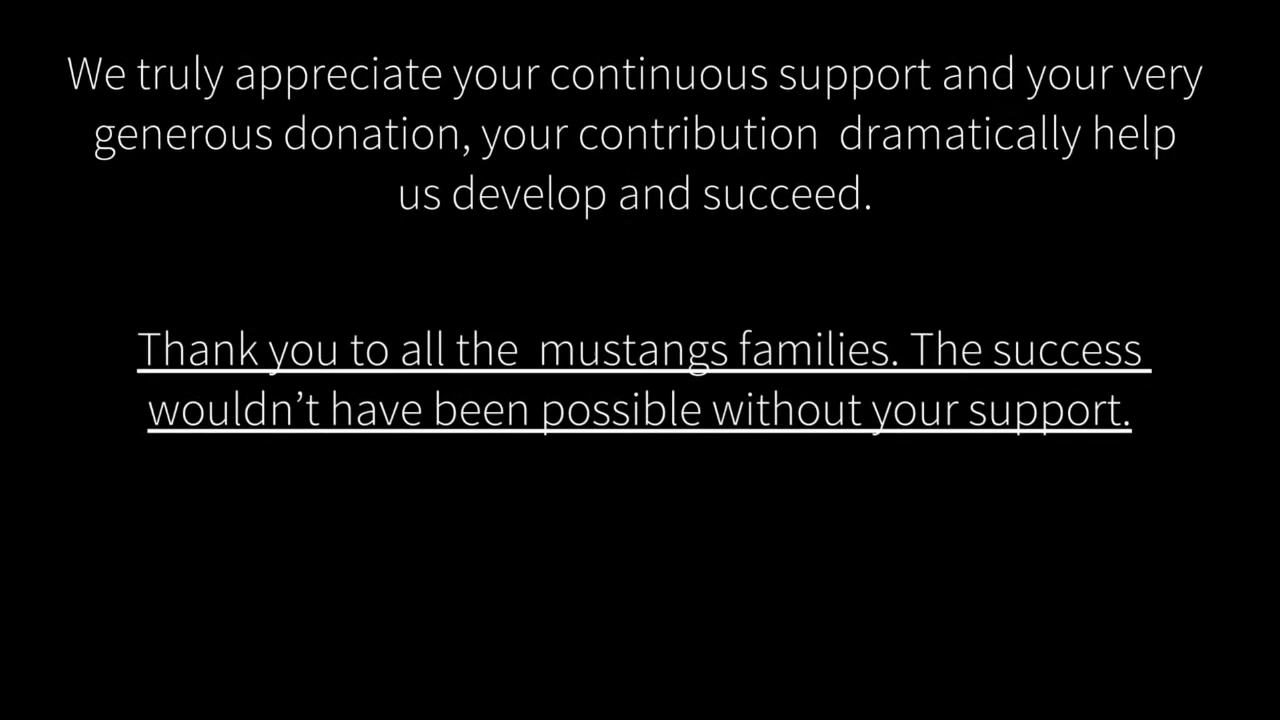 We truly appreciate your continuous support and your very
generous donation, your contribution  dramatically help
us develop and succeed.
Thank you to all the  mustangs families. The success
wouldn’t have been possible without your support.